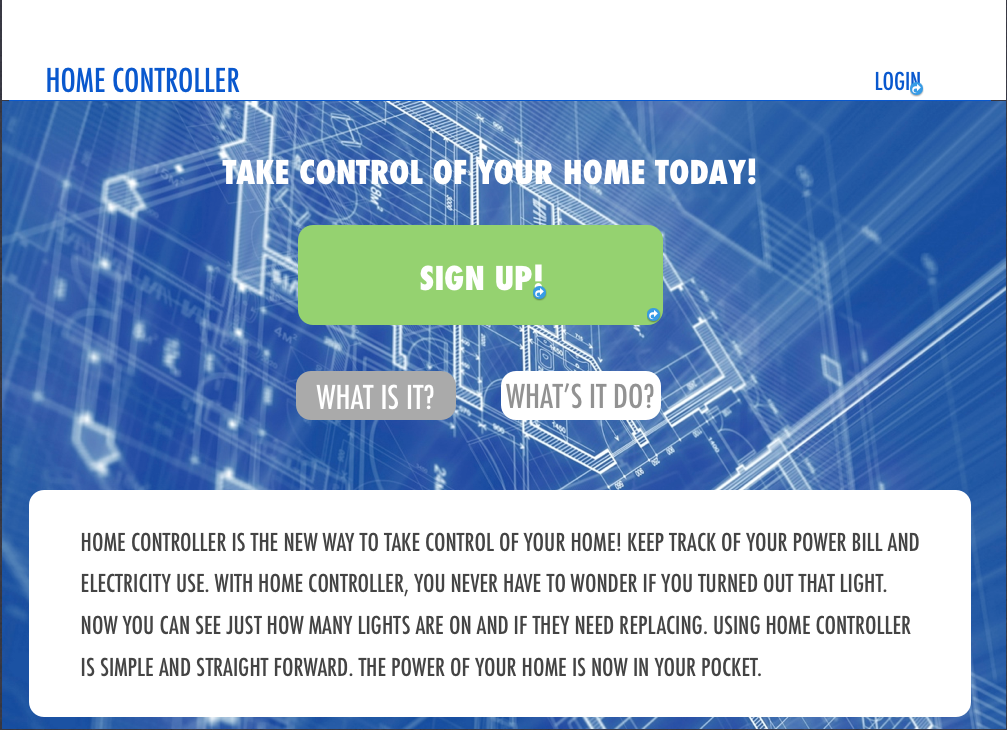 HOME CONTROLLER
LOGIN
TAKE CONTROL OF YOUR HOME TODAY!
SIGN UP!
WHAT IS IT?
WHAT'S IT DO?
HOME CONTROLLER IS THE NEW WAY TO TAKE CONTROL OF YOUR HOME! KEEP TRACK OF YOUR POWER BILL AND
ELECTRICITY USE. WITH HOME CONTROLLER, YOU NEVER HAVE TO WONDER IF YOU TURNED OUT THAT LIGHT.
NOW YOU CAN SEE JUST HOW MANY LIGHTS ARE ON AND IF THEY NEED REPLACING. USING HOME CONTROLLER
IS SIMPLE AND STRAIGHT FORWARD. THE POWER OF YOUR HOME IS NOW IN YOUR POCKET.